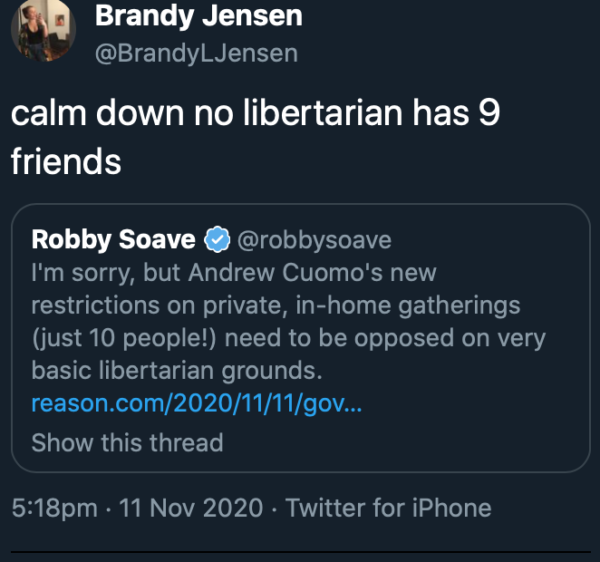 Brandy Jensen
@BrandyLJensen
calm down no libertarian has 9
friends
Robby Soave @robbysoave
I'm sorry, but Andrew Cuomo's new
restrictions on private, in-home gatherings
(just 10 people!) need to be opposed on very
basic libertarian grounds.
reason.com/2020/11/11/gov...
Show this thread
5:18pm · 11 Nov 2020 · Twitter for iPhone